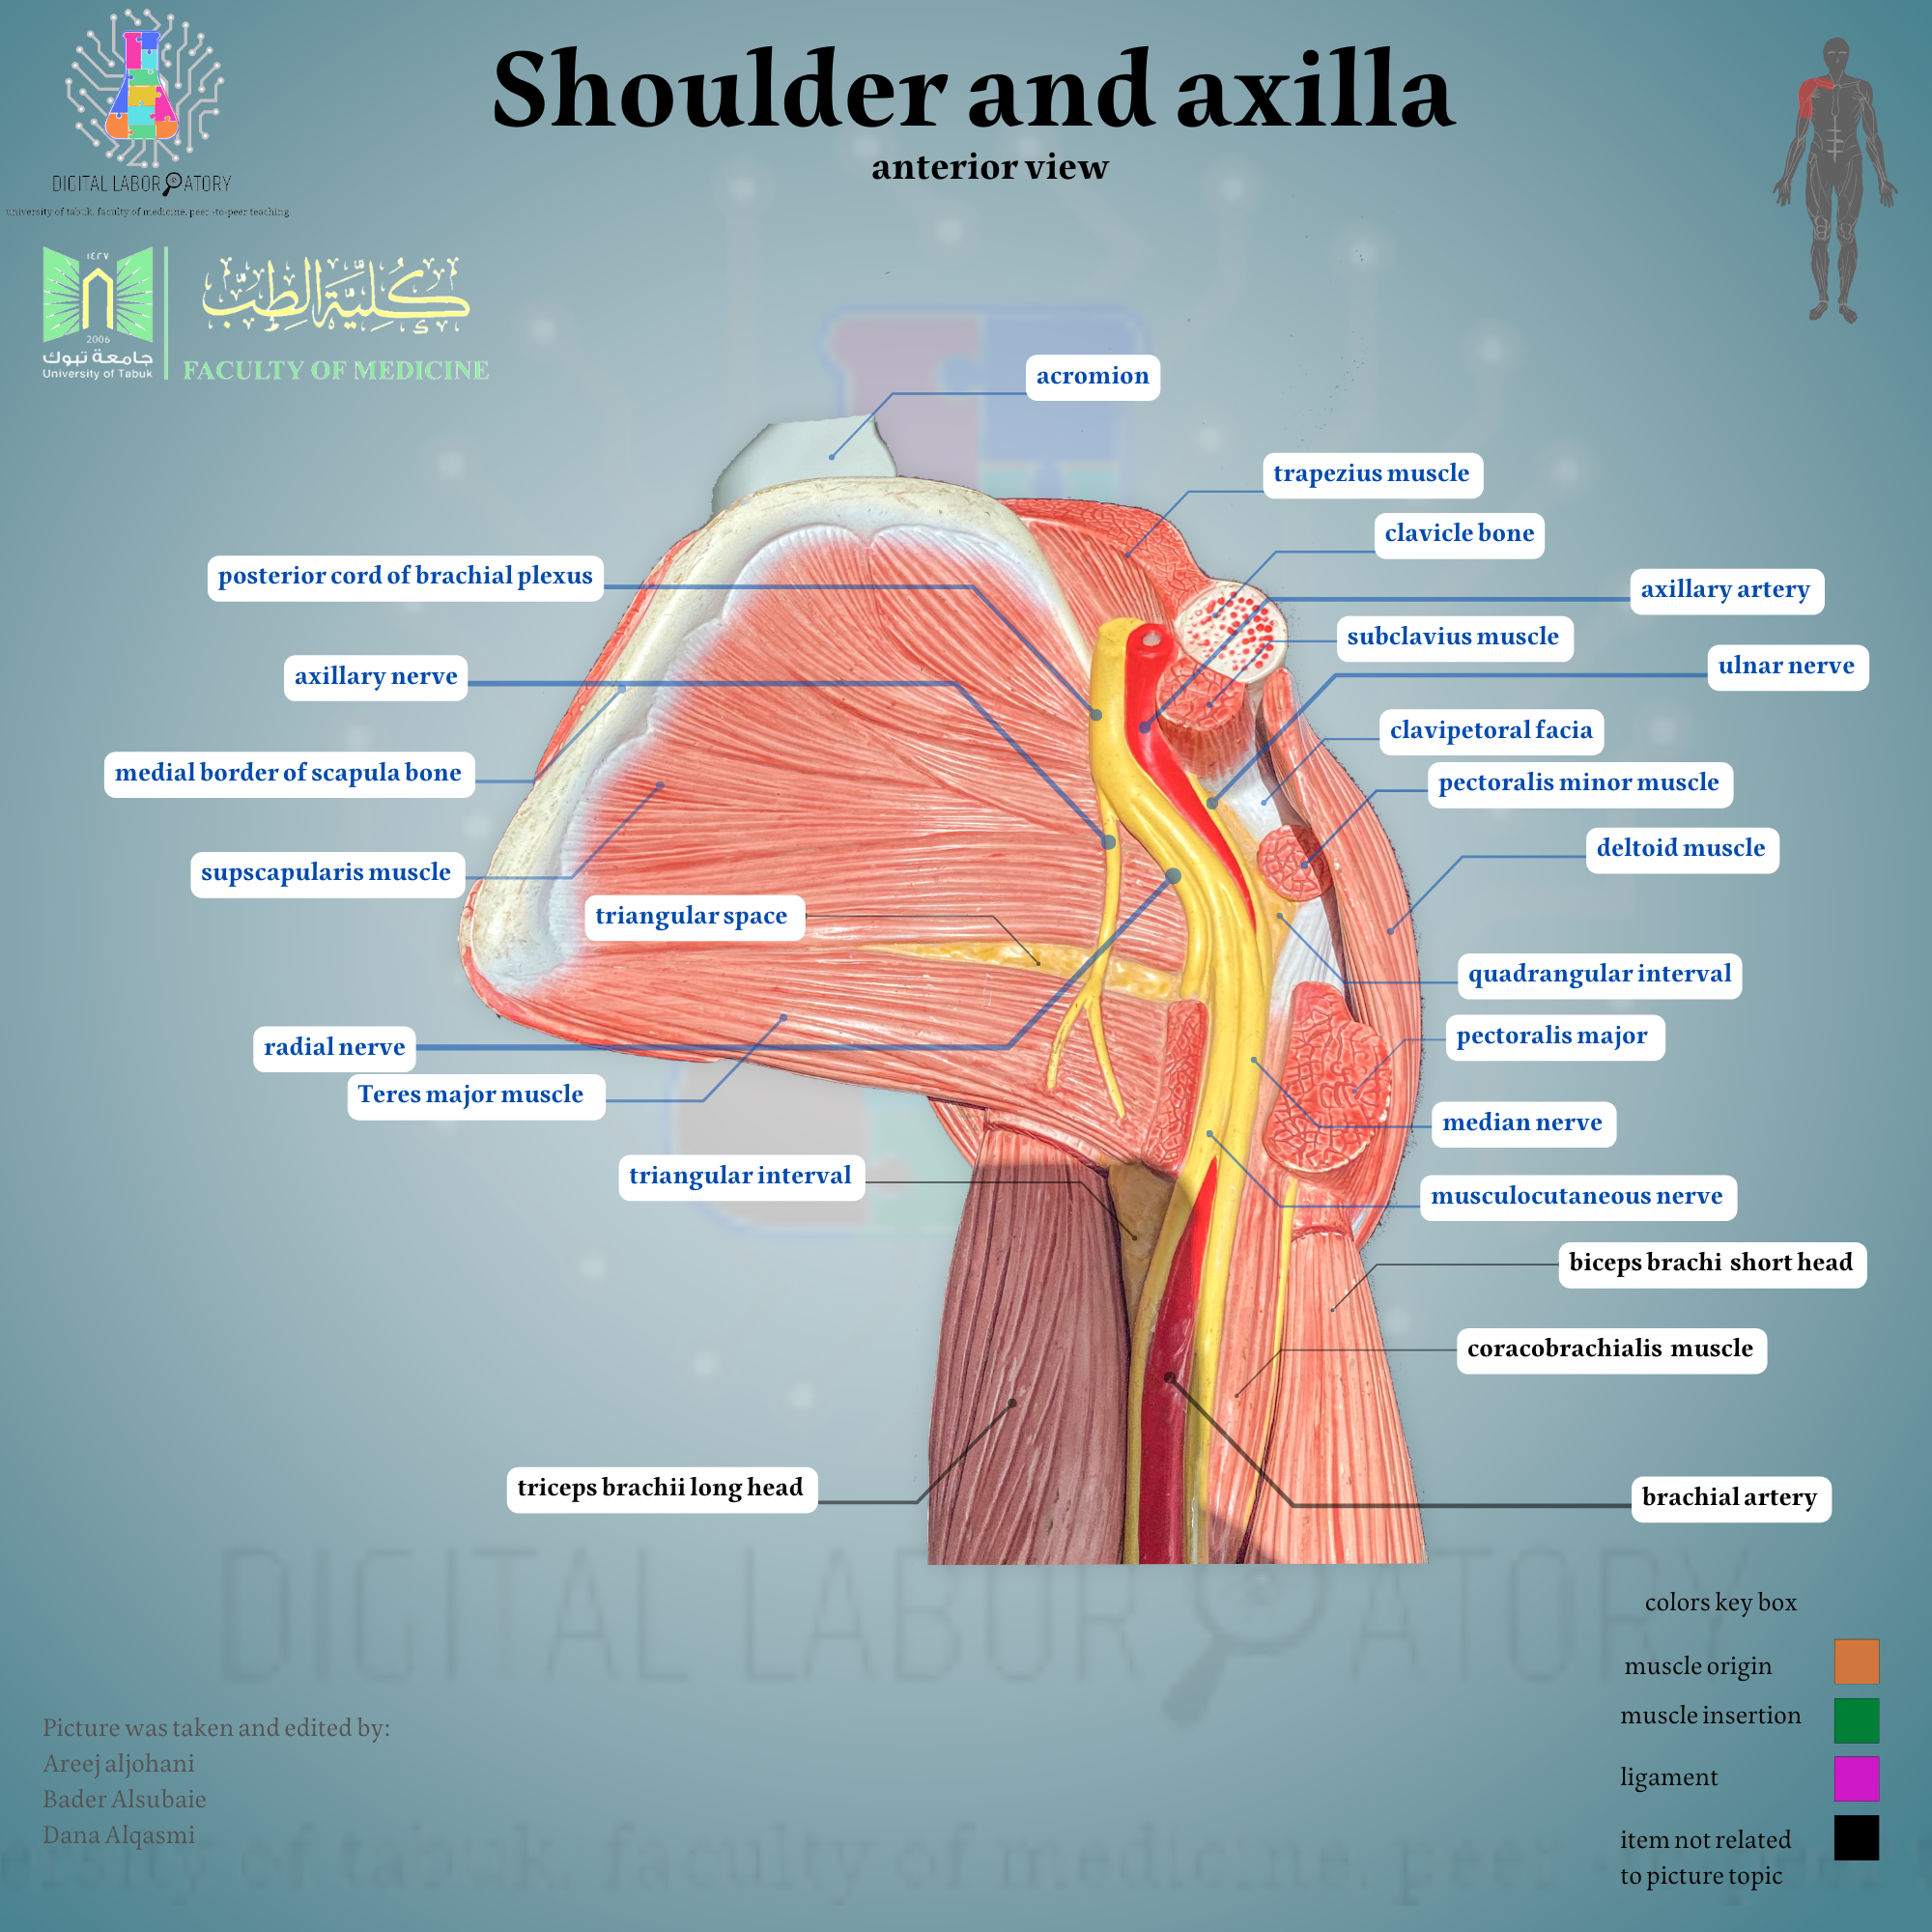 Shoulder and axilla
anterior view
DIGITAL LABORATORY
university of tabuk, faculty of medicine, peer -to-peer teaching
١٤٢٧
2006
جامعة تبوك
University of Tabuk
كُلِّيَّة الطِّبّ
FACULTY OF MEDICINE
acromion
trapezius muscle
clavicle bone
posterior cord of brachial plexus
axillary artery
subclavius muscle
ulnar nerve
axillary nerve
clavipetoral facia
medial border of scapula bone
pectoralis minor muscle
deltoid muscle
supscapularis muscle
triangular space
quadrangular interval
pectoralis major
radial nerve
Teres major muscle
median nerve
triangular interval
musculocutaneous nerve
biceps brachi short head
coracobrachialis muscle
triceps brachii long head
brachial artery
DIGITAL LABORATORY
colors key box
muscle origin
muscle insertion
ligament
item not related
to picture topic
Picture was taken and edited by:
Areej aljohani
Bader Alsubaie
Dana Alqasmi
ersity of tabuk, faculty of medicine, peer